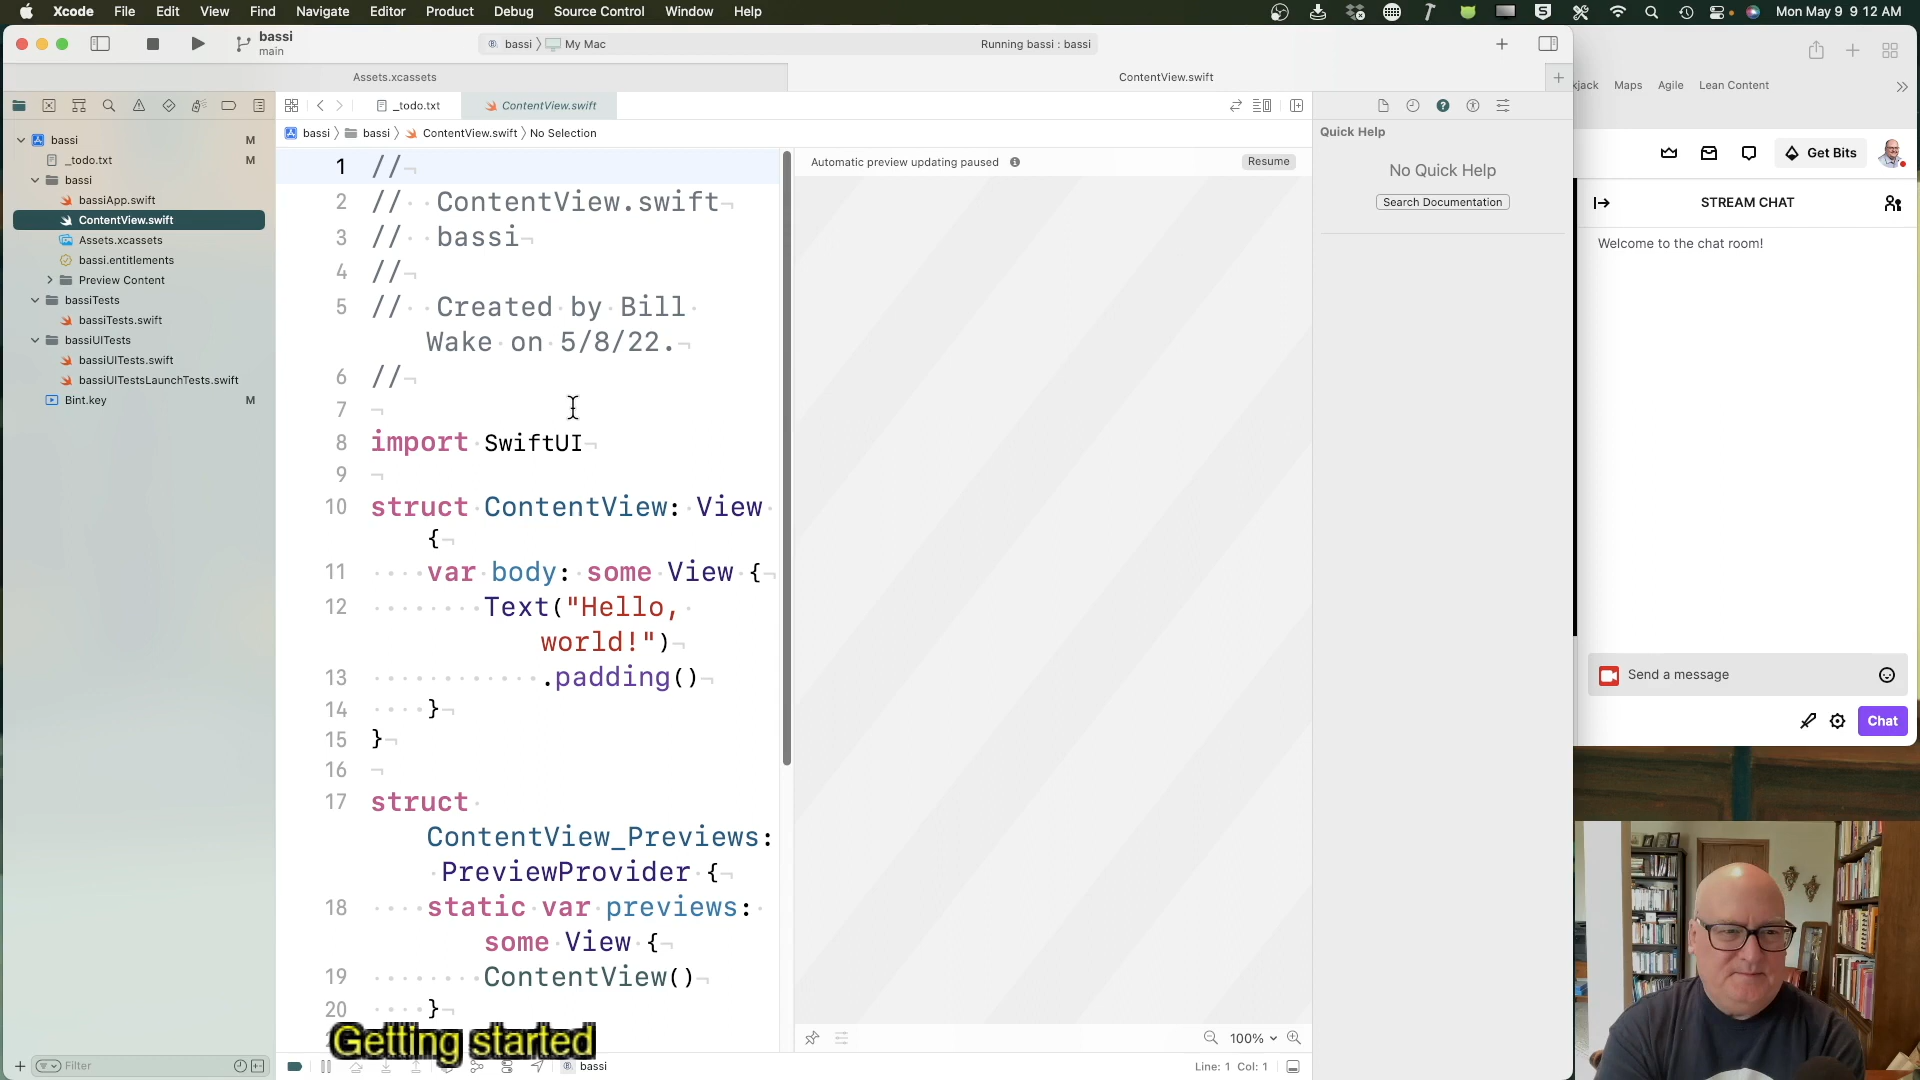 Xcode File Edit View Find Navigate Editor Product Debug Source Control Window Help
Mon May 9 9 12 AM
bassi
main
bassi
My Mac
Running bassi : bassi
Assets.xcassets
ContentView.swift
_todo.txt
ContentView.swift
bassi
bassi
ContentView.swift
No Selection
bassi M
_todo.txt M
bassi
bassiApp.swift
ContentView.swift
Assets.xcassets
bassi.entitlements
Preview Content
bassiTests
bassiTests.swift
bassiUITests
bassiUITests.swift
bassiUITestsLaunchTests.swift
Bint.key M
Filter
1 //
2 // ContentView.swift
3 // bassi
4 //
5 // Created by Bill
Wake on 5/8/22.
6 //
7
8 import SwiftUI
9
10 struct ContentView: View
{
11 var body: some View {
12 Text("Hello,
world!")
13 .padding()
14 }
15 }
16
17 struct
ContentView_Previews:
PreviewProvider {
18 static var previews:
some View {
19 ContentView()
20 }
Getting started
bassi
Automatic preview updating paused
Resume
100%
Line: 1 Col: 1
Quick Help
No Quick Help
Search Documentation
kjack Maps Agile Lean Content
Get Bits
STREAM CHAT
Welcome to the chat room!
Send a message
Chat